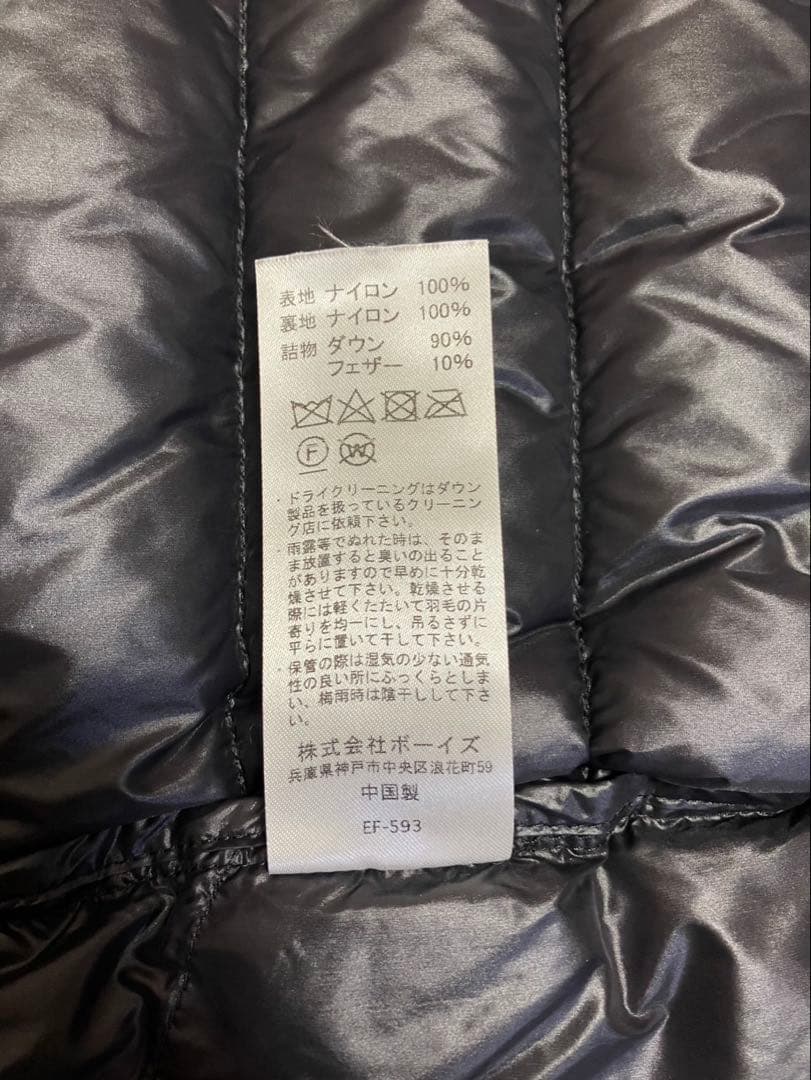 表地 ナイロン 100%
裏地 ナイロン 100%
詰物 ダウン 90%
フェザー 10%
F W
・ドライクリーニングはダウン
製品を扱っているクリーニン
グ店に依頼下さい。
・雨露等でぬれた時は、そのま
ま放置すると臭いの出ること
がありますので早めに十分乾
燥させて下さい。乾燥させる
際には軽くたたいて羽毛の片
寄りを均一にし、吊るさずに
平らに置いて干して下さい。
・保管の際は湿気の少ない通気
性の良い所にふっくらとしま
い、梅雨時は陰干しして下さ
い。
株式会社ボーイズ
兵庫県神戸市中央区浪花町59
中国製
EF-593